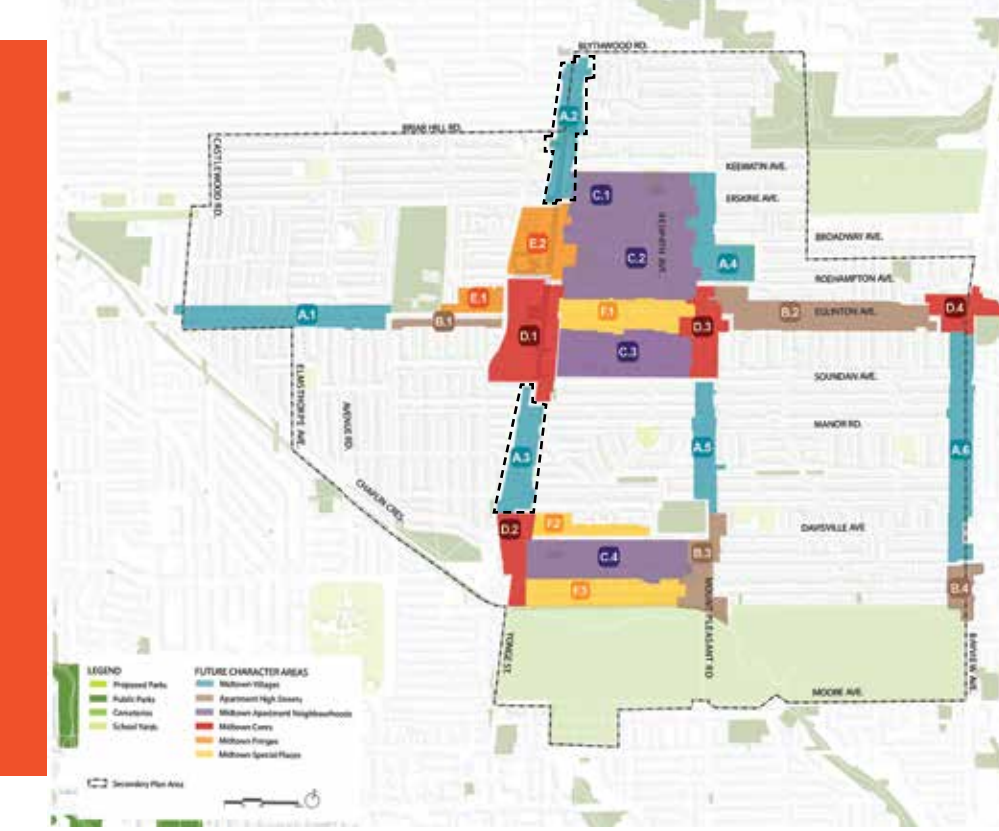 BLYTHWOOD RD.
A.2
BRIAR HILL RD.
CASTLEWOOD RD.
KEEWATIN AVE.
C.1
ERSKINE AVE.
REDPATH AVE.
BROADWAY AVE.
E.2
C.2
A.4
ROEHAMPTON AVE.
E.1
A.1
B.1
F.1
B.2
EGLINTON AVE.
D.4
D.1
D.3
C.3
SOUNDAN AVE.
ELMSTHORPE AVE.
AVENUE RD.
MANOR RD.
A.3
A.5
A.6
CHAPLIN CRES.
D.2
F.2
DAVISVILLE AVE
C.4
B.3
F.3
B.4
MOUNT PLEASANT RD
YONGE ST.
BAYVIEW AVE.
MOORE AVE.
LEGEND
Proposed Parks
Public Parks
Cemeteries
School Yards
FUTURE CHARACTER AREAS
Midtown Villages
Apartment High Streets
Midtown Apartment Neighbourhoods
Midtown Cores
Midtown Fringes
Midtown Special Places
Secondary Plan Area